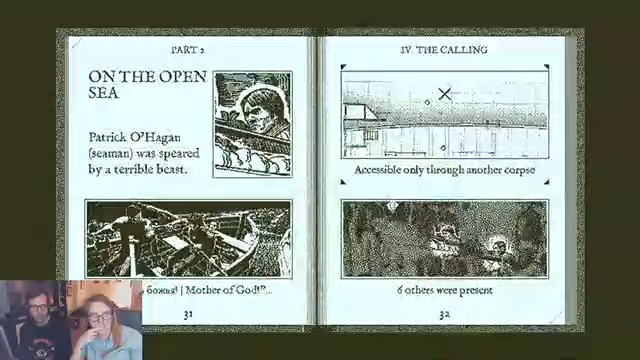 PART 2
ON THE OPEN
SEA
Patrick O'Hagan
(seaman) was speared
by a terrible beast.
божья! | Mother of God!"...
31
IV. THE CALLING
Accessible only through another corpse
6 others were present
32